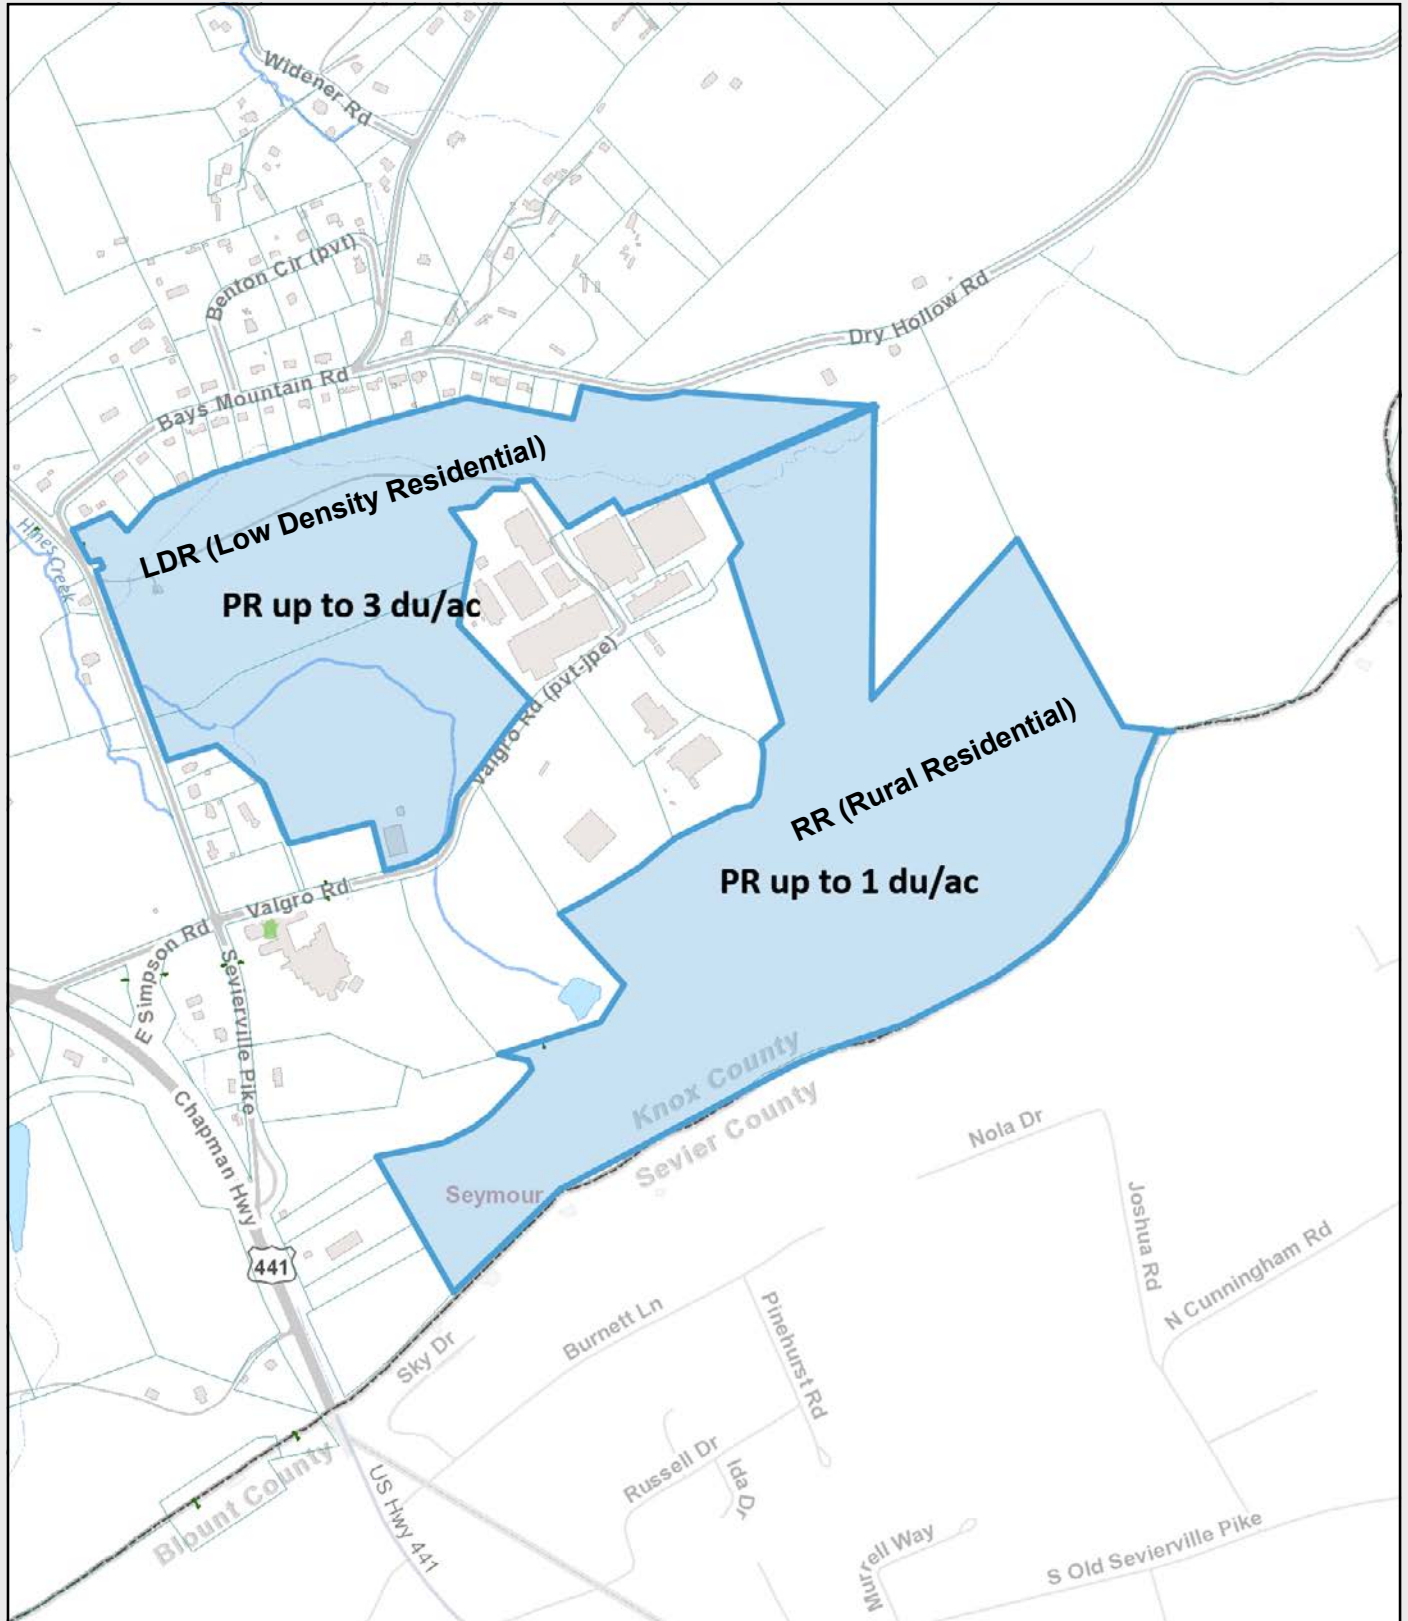 Widener Rd
Benton Cir (pvt)
Dry Hollow Rd
Bays Mountain Rd
LDR (Low Density Residential)
Hines Creek
PR up to 3 du/ac
Valgro Rd (pvt-jpe)
RR (Rural Residential)
PR up to 1 du/ac
Valgro Rd
E Simpson Rd
Sevierville Pike
Knox County
Sevier County
Chapman Hwy
Nola Dr
Seymour
Joshua Rd
N Cunningham Rd
441
Burnett Ln
Pinehurst Rd
Sky Dr
Russell Dr
Ida Dr
Blount County
US Hwy 441
Murrell Way
S Old Sevierville Pike